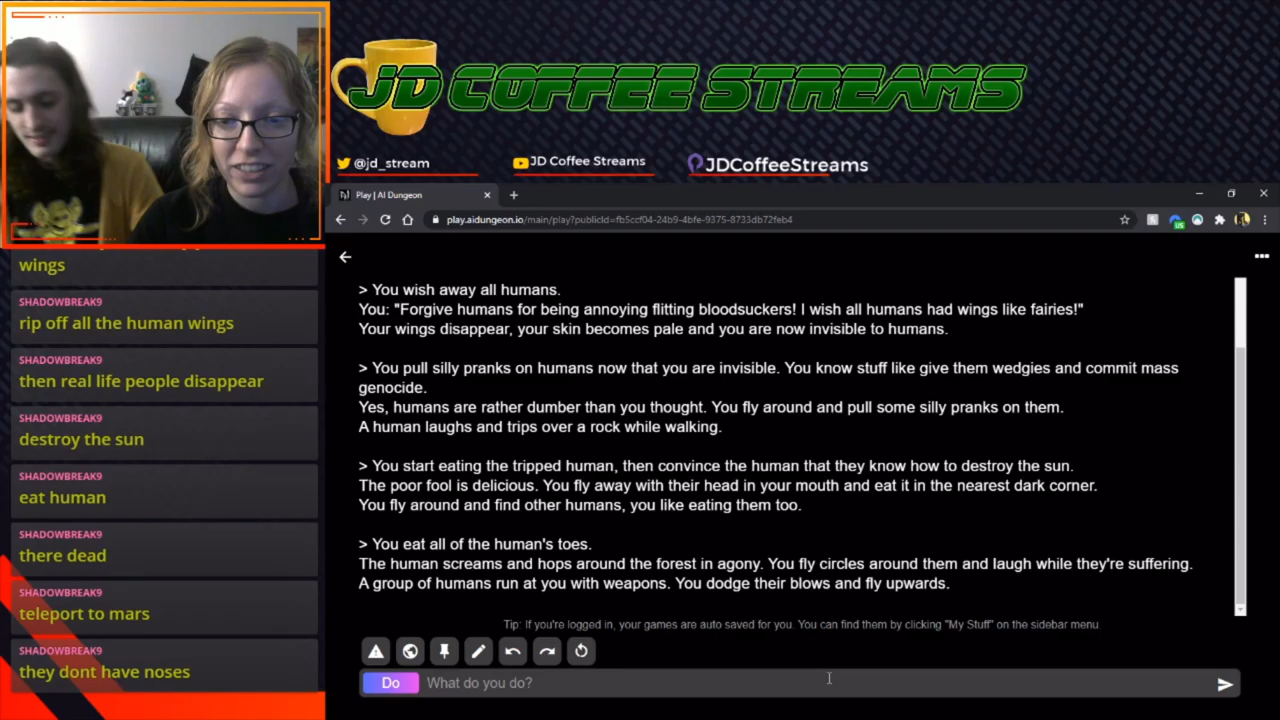 JD COFFEE STREAMS
@jd_stream
JD Coffee Streams
JDCoffeeStreams
Play | AI Dungeon
play.aidungeon.io/main/play?publicId=fb5ccf04-24b9-4bfe-9375-8733db72feb4
wings
SHADOWBREAK9
rip off all the human wings
SHADOWBREAK9
then real life people disappear
SHADOWBREAK9
destroy the sun
SHADOWBREAK9
eat human
SHADOWBREAK9
there dead
SHADOWBREAK9
teleport to mars
SHADOWBREAK9
they dont have noses
> You wish away all humans.
You: "Forgive humans for being annoying flitting bloodsuckers! I wish all humans had wings like fairies!"
Your wings disappear, your skin becomes pale and you are now invisible to humans.
> You pull silly pranks on humans now that you are invisible. You know stuff like give them wedgies and commit mass
genocide.
Yes, humans are rather dumber than you thought. You fly around and pull some silly pranks on them.
A human laughs and trips over a rock while walking.
> You start eating the tripped human, then convince the human that they know how to destroy the sun.
The poor fool is delicious. You fly away with their head in your mouth and eat it in the nearest dark corner.
You fly around and find other humans, you like eating them too.
> You eat all of the human's toes.
The human screams and hops around the forest in agony. You fly circles around them and laugh while they're suffering.
A group of humans run at you with weapons. You dodge their blows and fly upwards.
Tip: If you're logged in, your games are auto saved for you. You can find them by clicking "My Stuff" on the sidebar menu.
Do
What do you do?